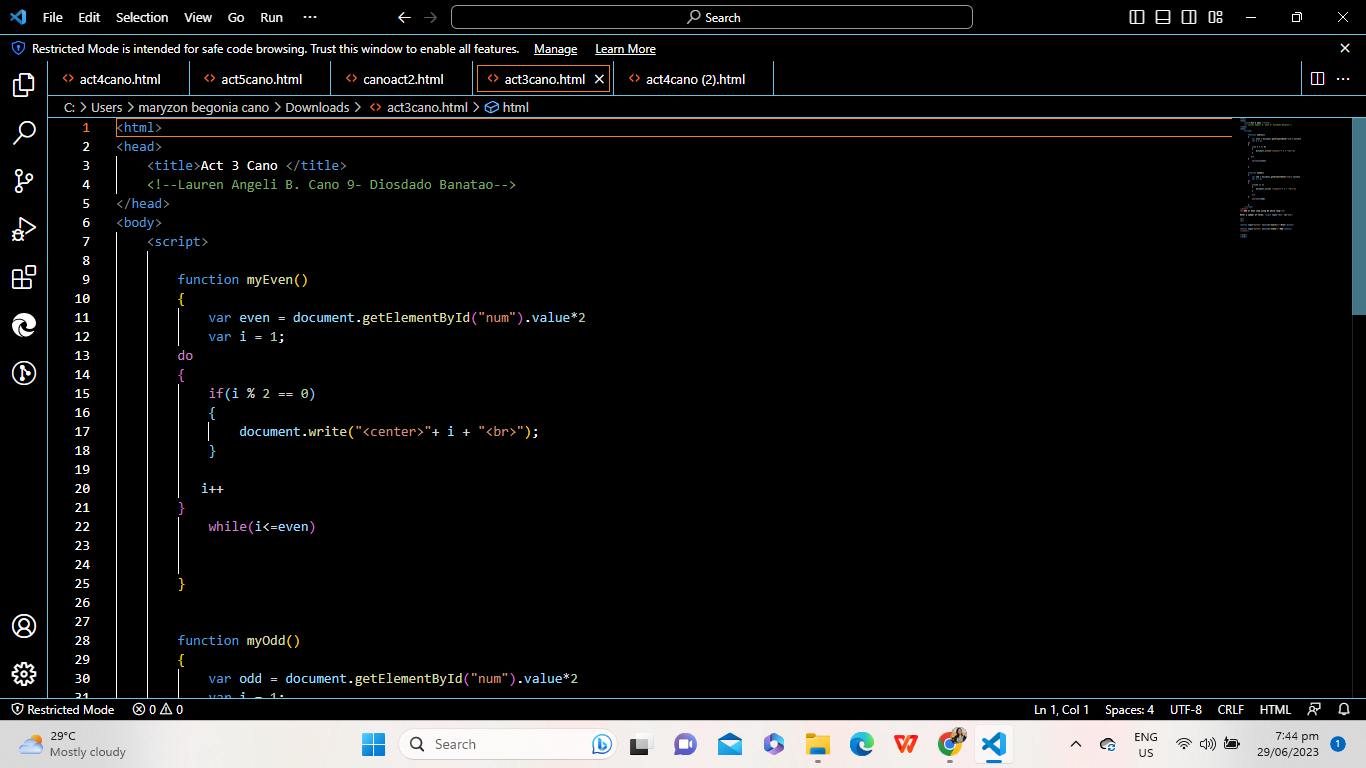 File Edit Selection View Go Run ··· Search
Restricted Mode is intended for safe code browsing. Trust this window to enable all features. Manage Learn More
act4cano.html act5cano.html canoact2.html act3cano.html act4cano (2).html
C: > Users > maryzon begonia cano > Downloads > act3cano.html > html
1 <html>
2 <head>
3 <title>Act 3 Cano </title>
4 <!--Lauren Angeli B. Cano 9- Diosdado Banatao-->
5 </head>
6 <body>
7 <script>
8
9 function myEven()
10 {
11 var even = document.getElementById("num").value*2
12 var i = 1;
13 do
14 {
15 if(i % 2 == 0)
16 {
17 document.write("<center>"+ i + "<br>");
18 }
19
20 i++
21 }
22 while(i<=even)
23
24
25 }
26
27
28 function myOdd()
29 {
30 var odd = document.getElementById("num").value*2
31 var i = 1;
Restricted Mode 0 0 Ln 1, Col 1 Spaces: 4 UTF-8 CRLF HTML
29°C
Mostly cloudy
Search
ENG
US
7:44 pm
29/06/2023
1